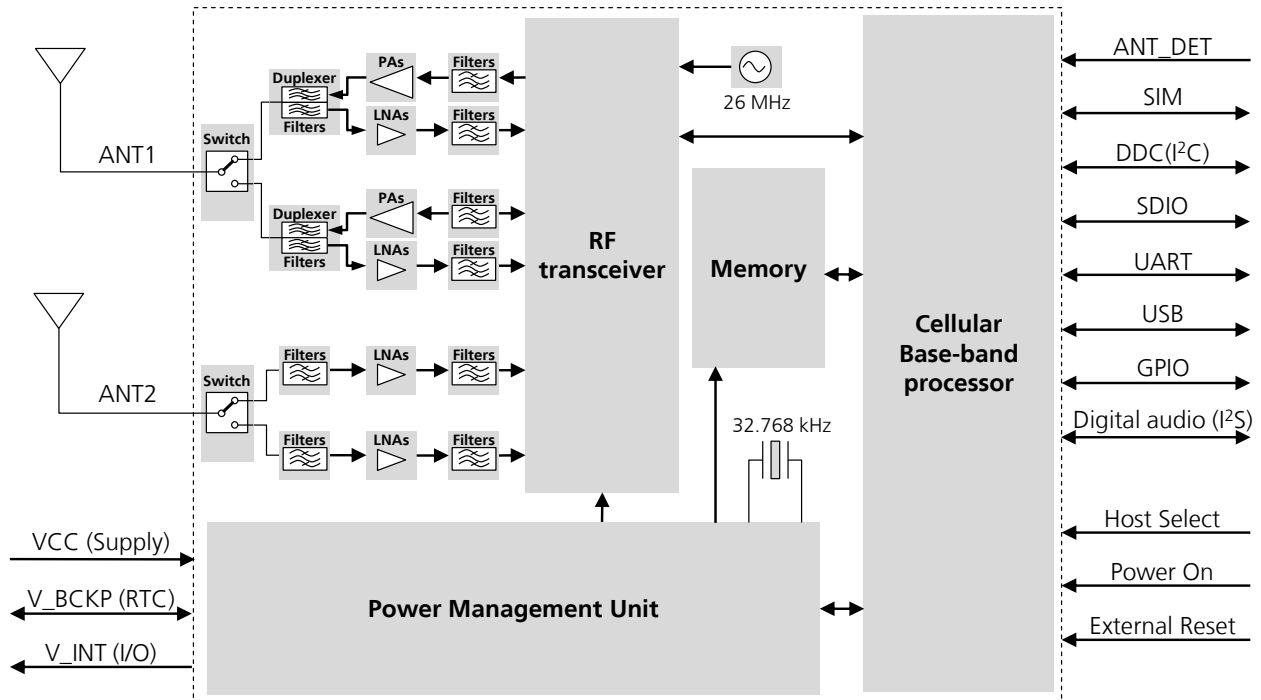 ANT1
Switch
Duplexer
Filters
PAs
Filters
LNAs
Filters
Duplexer
Filters
PAs
Filters
LNAs
Filters
ANT2
Switch
Filters
LNAs
Filters
Filters
LNAs
Filters
RF
transceiver
26 MHz
Memory
32.768 kHz
Cellular
Base-band
processor
Power Management Unit
VCC (Supply)
V_BCKP (RTC)
V_INT (I/O)
ANT_DET
SIM
DDC(I²C)
SDIO
UART
USB
GPIO
Digital audio (I²S)
Host Select
Power On
External Reset